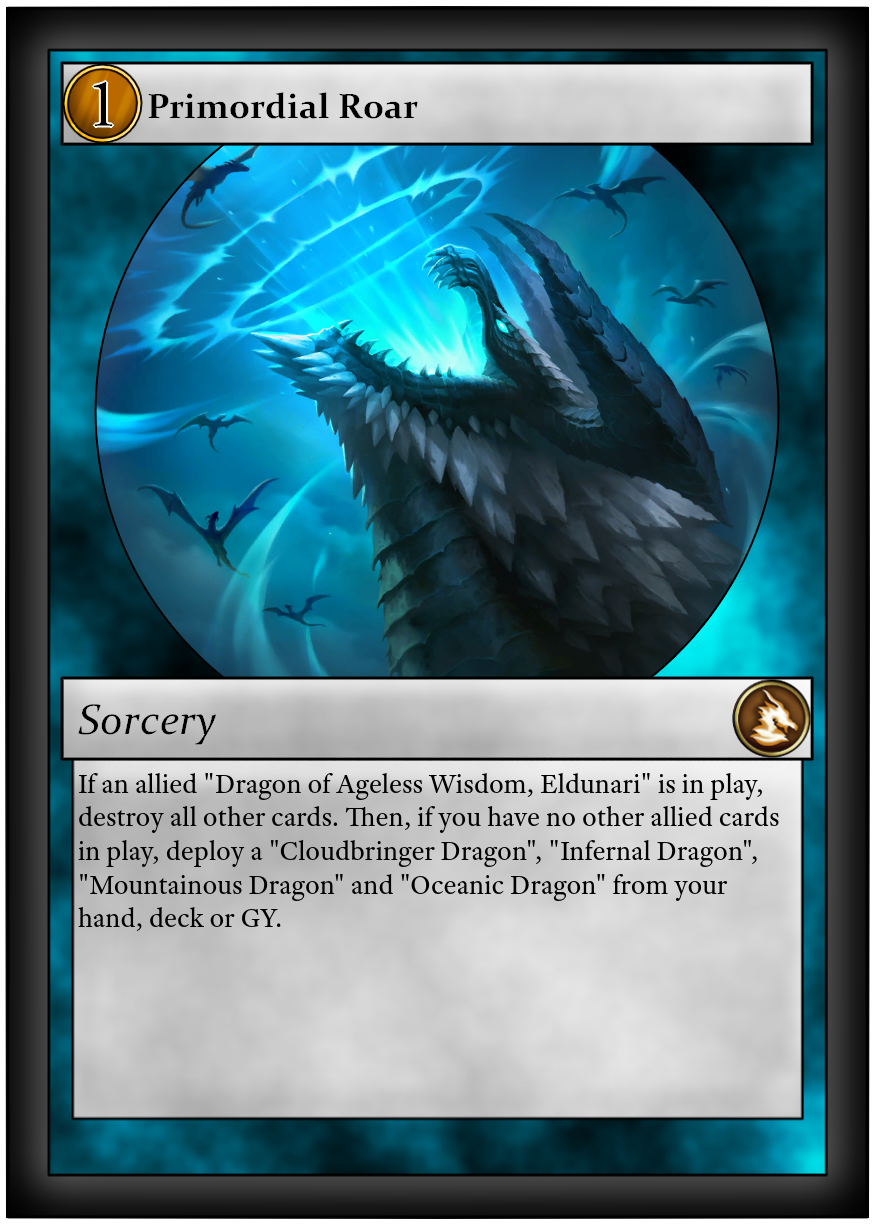 1 Primordial Roar
Sorcery
If an allied "Dragon of Ageless Wisdom, Eldunari" is in play,
destroy all other cards. Then, if you have no other allied cards
in play, deploy a "Cloudbringer Dragon", "Infernal Dragon",
"Mountainous Dragon" and "Oceanic Dragon" from your
hand, deck or GY.